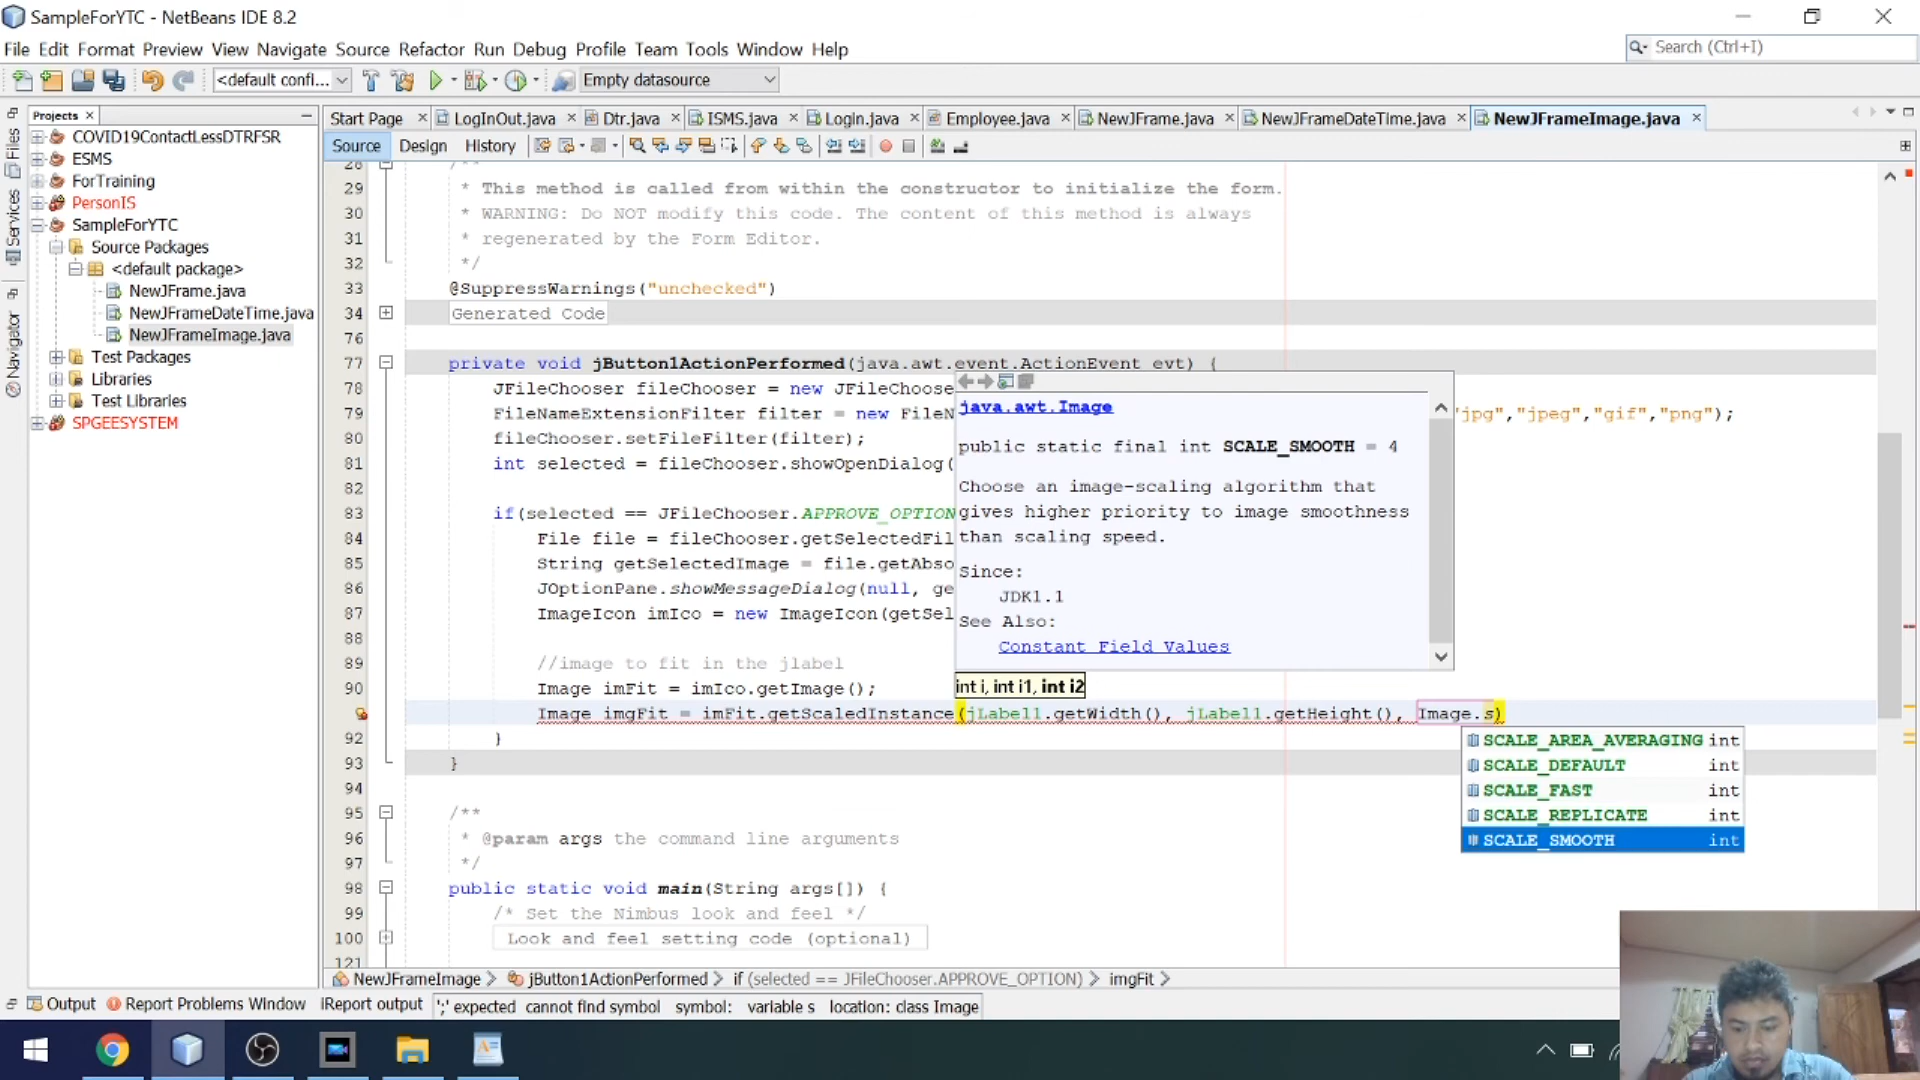 SampleForYTC - NetBeans IDE 8.2
File Edit Format Preview View Navigate Source Refactor Run Debug Profile Team Tools Window Help
Search (Ctrl+I)
<default confi...
Empty datasource
Projects
Start Page
LogInOut.java
Dtr.java
ISMS.java
Login.java
Employee.java
NewJFrame.java
NewJFrameDateTime.java
NewJFrameImage.java
Files
Services
Navigator
COVID19ContactLessDTRFSR
ESMS
ForTraining
PersonIS
SampleForYTC
Source Packages
<default package>
NewJFrame.java
NewJFrameDateTime.java
NewJFrameImage.java
Test Packages
Libraries
Test Libraries
SPGEESYSTEM
Source Design History
28 /**
29 * This method is called from within the constructor to initialize the form.
30 * WARNING: Do NOT modify this code. The content of this method is always
31 * regenerated by the Form Editor.
32 */
33 @SuppressWarnings("unchecked")
34 Generated Code
76
77 private void jButton1ActionPerformed(java.awt.event.ActionEvent evt) {
78 JFileChooser fileChooser = new JFileChoose
79 FileNameExtensionFilter filter = new FileN "jpg","jpeg","gif","png");
80 fileChooser.setFileFilter(filter);
81 int selected = fileChooser.showOpenDialog(
82
83 if(selected == JFileChooser.APPROVE_OPTION
84 File file = fileChooser.getSelectedFil
85 String getSelectedImage = file.getAbso
86 JOptionPane.showMessageDialog(null, ge
87 ImageIcon imIco = new ImageIcon(getSel
88
89 //image to fit in the jlabel
90 Image imFit = imIco.getImage();
Image imgFit = imFit.getScaledInstance(jLabel1.getWidth(), jLabel1.getHeight(), Image.s)
92 }
93 }
94
95 /**
96 * @param args the command line arguments
97 */
98 public static void main(String args[]) {
99 /* Set the Nimbus look and feel */
100 Look and feel setting code (optional)
121
java.awt.Image
public static final int SCALE_SMOOTH = 4
Choose an image-scaling algorithm that
gives higher priority to image smoothness
than scaling speed.
Since:
JDK1.1
See Also:
Constant Field Values
int i, int i1, int i2
SCALE_AREA_AVERAGING int
SCALE_DEFAULT int
SCALE_FAST int
SCALE_REPLICATE int
SCALE_SMOOTH int
NewJFrameImage
jButton1ActionPerformed
if (selected == JFileChooser.APPROVE_OPTION)
imgFit
Output
Report Problems Window
iReport output
';' expected cannot find symbol symbol: variable s location: class Image